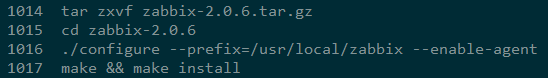 1014 tar zxvf zabbix-2.0.6.tar.gz
1015 cd zabbix-2.0.6
1016 ./configure --prefix=/usr/local/zabbix --enable-agent
1017 make && make install